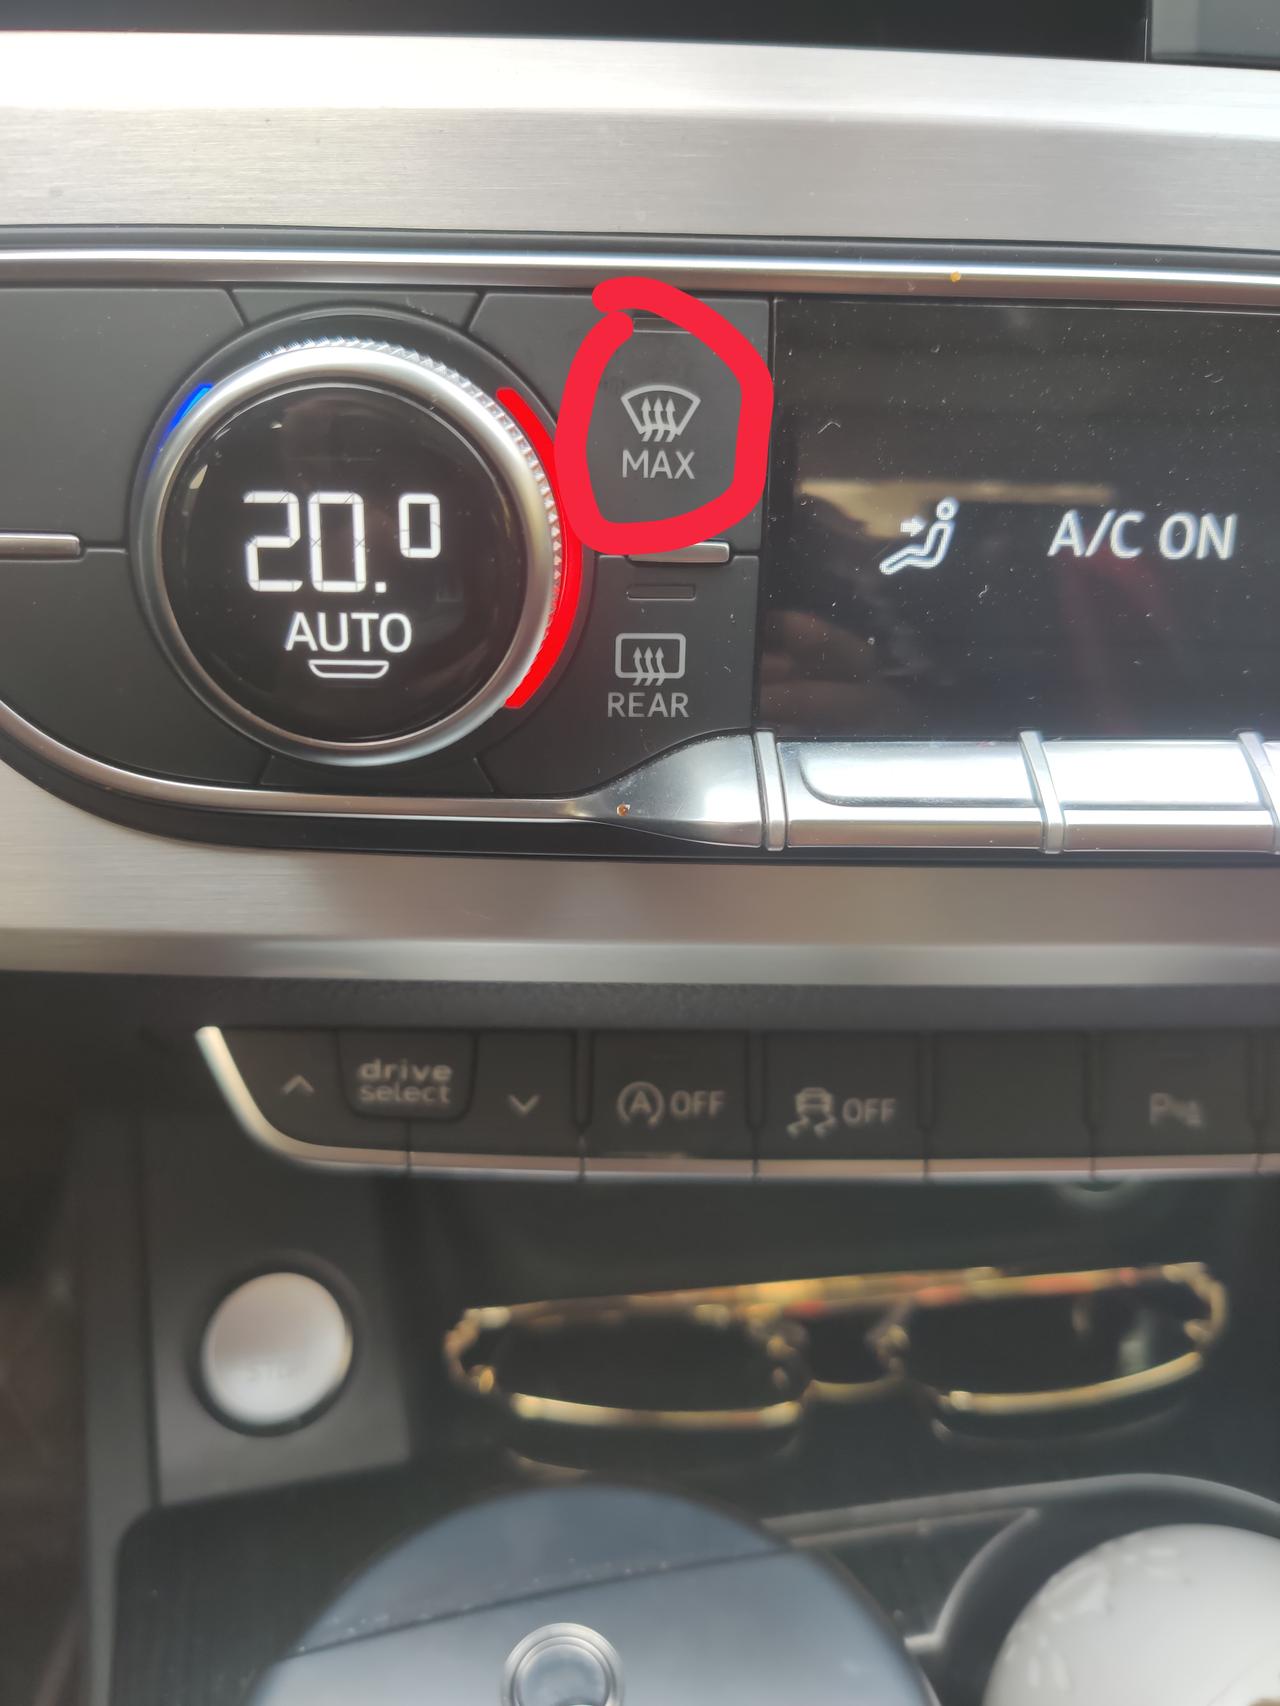 MAX
20.0
AUTO
A/C ON
REAR
drive
select
OFF
OFF
P